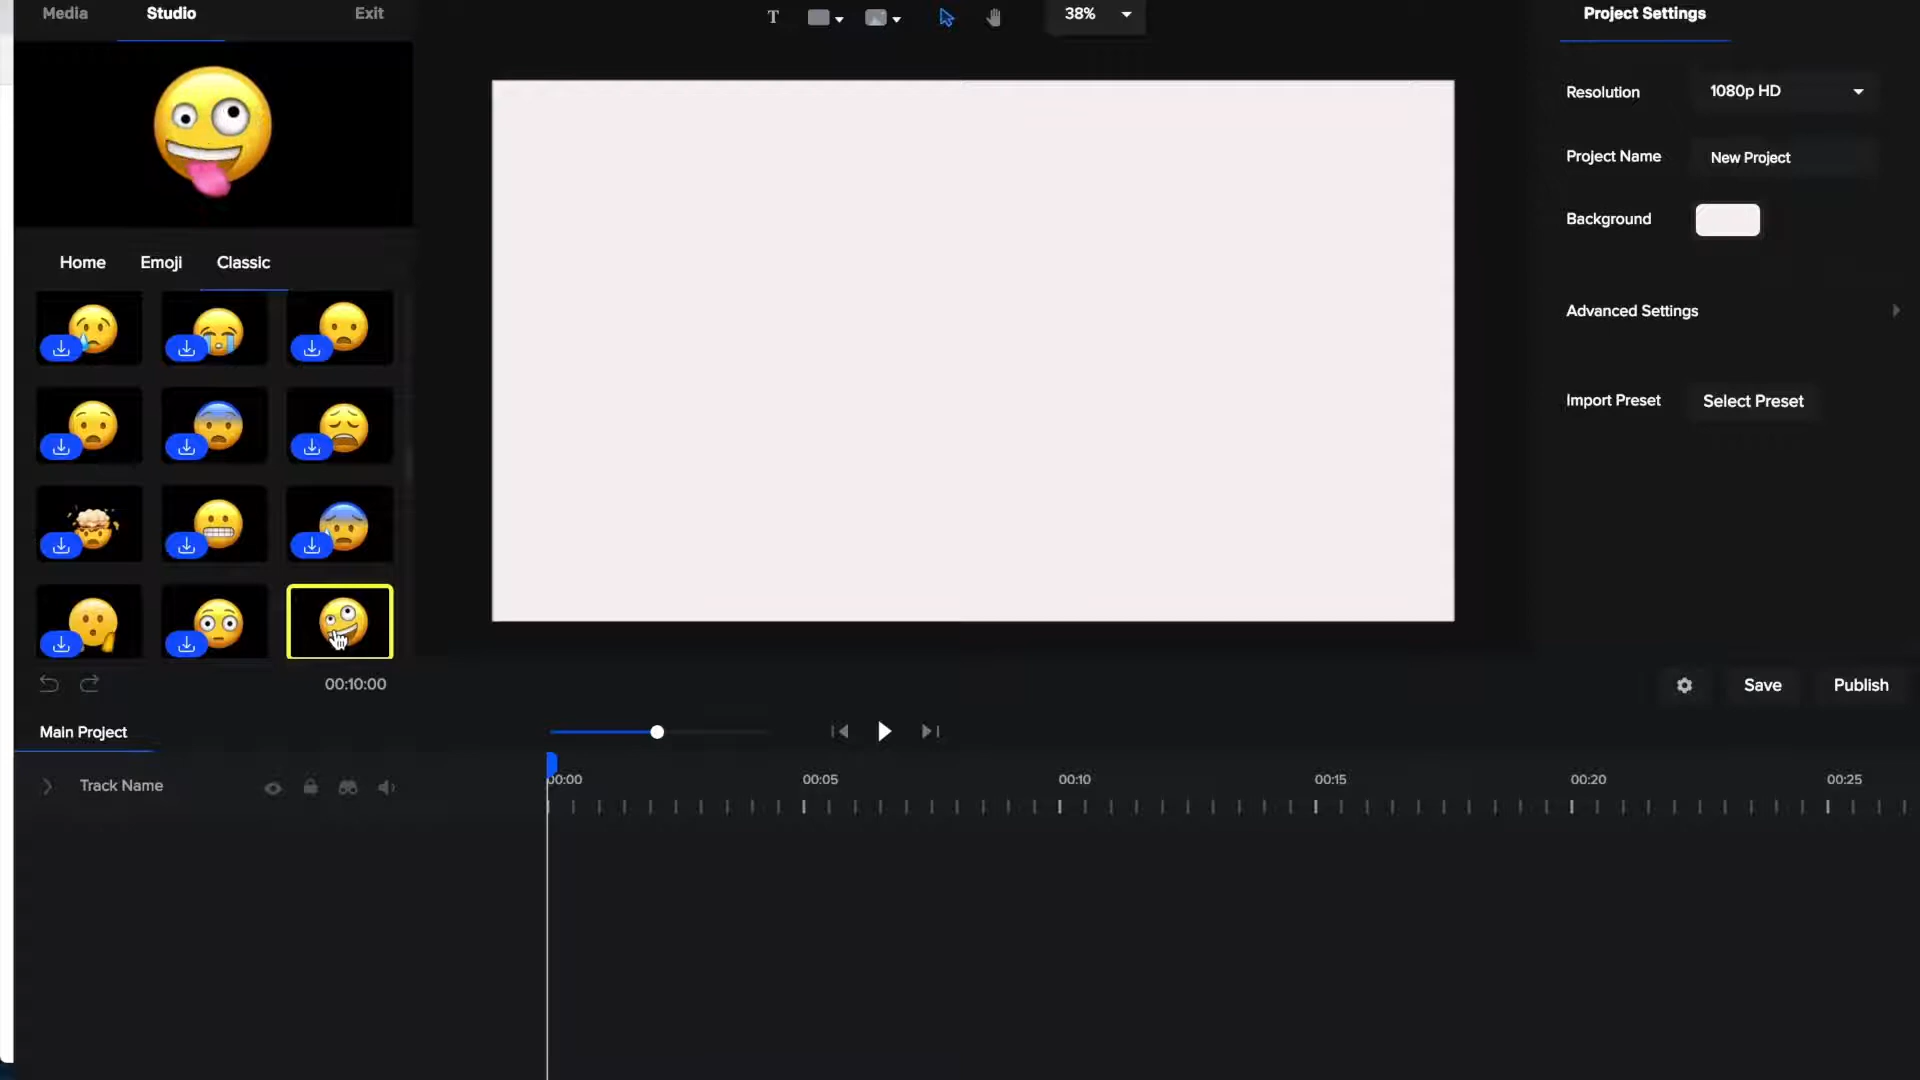 Media Studio Exit
T 38%
Project Settings
Resolution 1080p HD
Project Name New Project
Background
Advanced Settings
Import Preset Select Preset
Home Emoji Classic
00:10:00
Save Publish
Main Project
Track Name
00:00 00:05 00:10 00:15 00:20 00:25